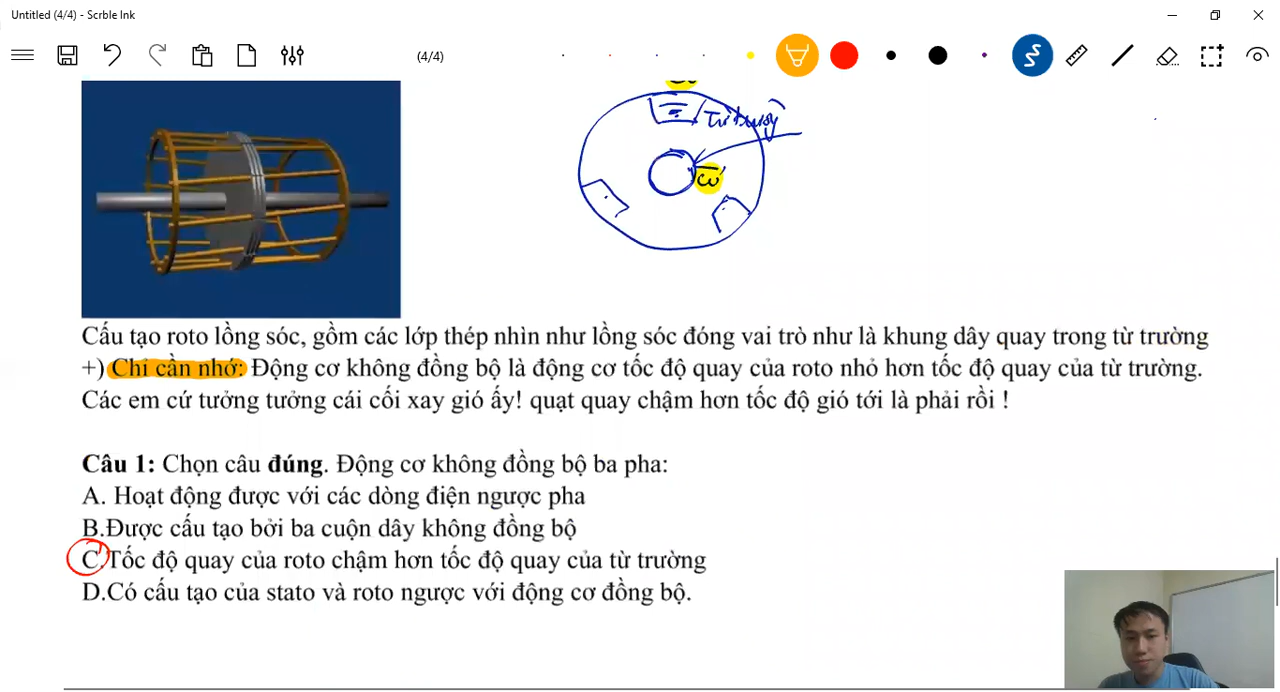 Untitled (4/4) - Scrble Ink
(4/4)
Từ trường
ω
Cấu tạo roto lồng sóc, gồm các lớp thép nhìn như lồng sóc đóng vai trò như là khung dây quay trong từ trường
+) Chỉ cần nhớ: Động cơ không đồng bộ là động cơ tốc độ quay của roto nhỏ hơn tốc độ quay của từ trường.
Các em cứ tưởng tưởng cái cối xay gió ấy! quạt quay chậm hơn tốc độ gió tới là phải rồi !
Câu 1: Chọn câu đúng. Động cơ không đồng bộ ba pha:
A. Hoạt động được với các dòng điện ngược pha
B.Được cấu tạo bởi ba cuộn dây không đồng bộ
C.Tốc độ quay của roto chậm hơn tốc độ quay của từ trường
D.Có cấu tạo của stato và roto ngược với động cơ đồng bộ.